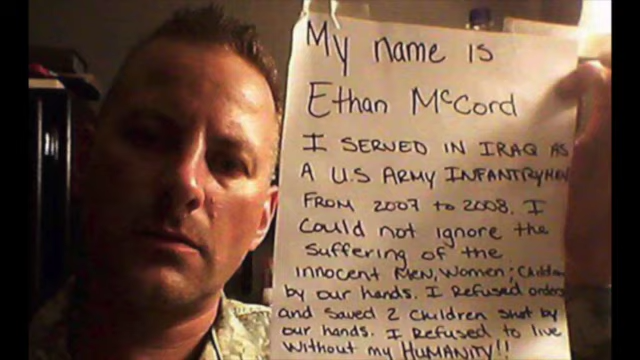 My name is
Ethan McCord
I SERVED IN IRAQ AS
A U.S ARMY INFANTRYMAN
FROM 2007 to 2008. I
could not ignore the
suffering of the
innocent Men, Women; Children
by our hands. I Refused orders
and saved 2 children shot by
our hands. I Refused to live
without my HUMANITY!!